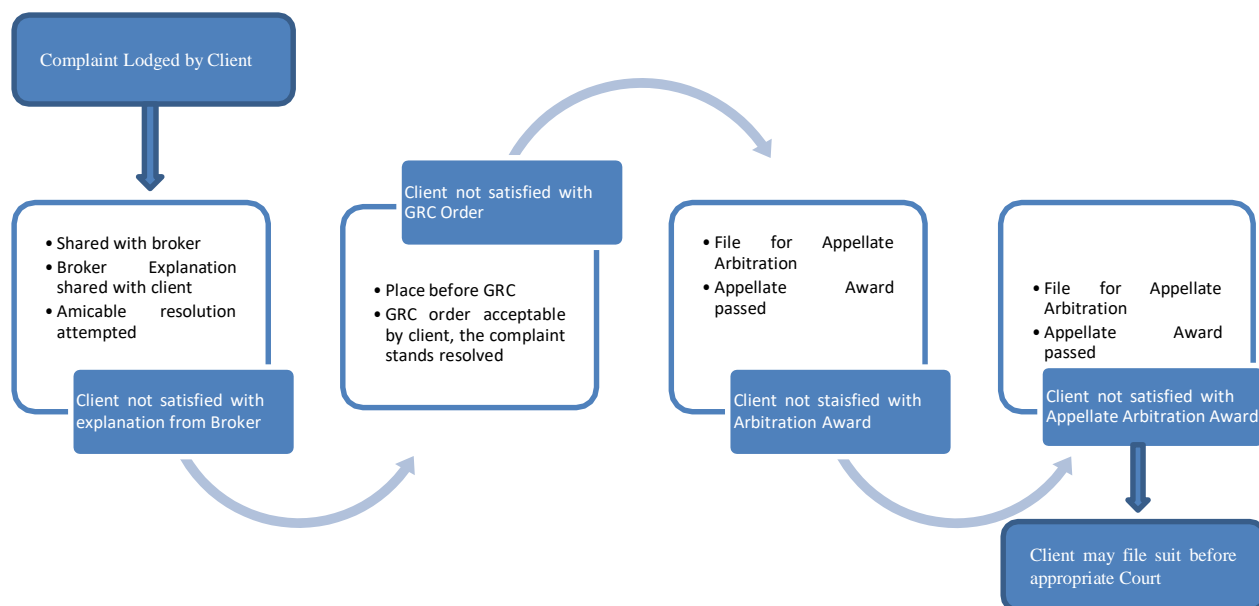 Complaint Lodged by Client
• Shared with broker
• Broker Explanation
shared with client
• Amicable resolution
attempted
Client not satisfied with
explanation from Broker
Client not satisfied with
GRC Order
• Place before GRC
• GRC order acceptable
by client, the complaint
stands resolved
• File for Appellate
Arbitration
• Appellate Award
passed
Client not staisfied with
Arbitration Award
• File for Appellate
Arbitration
• Appellate Award
passed
Client not satisfied with
Appellate Arbitration Award
Client may file suit before
appropriate Court